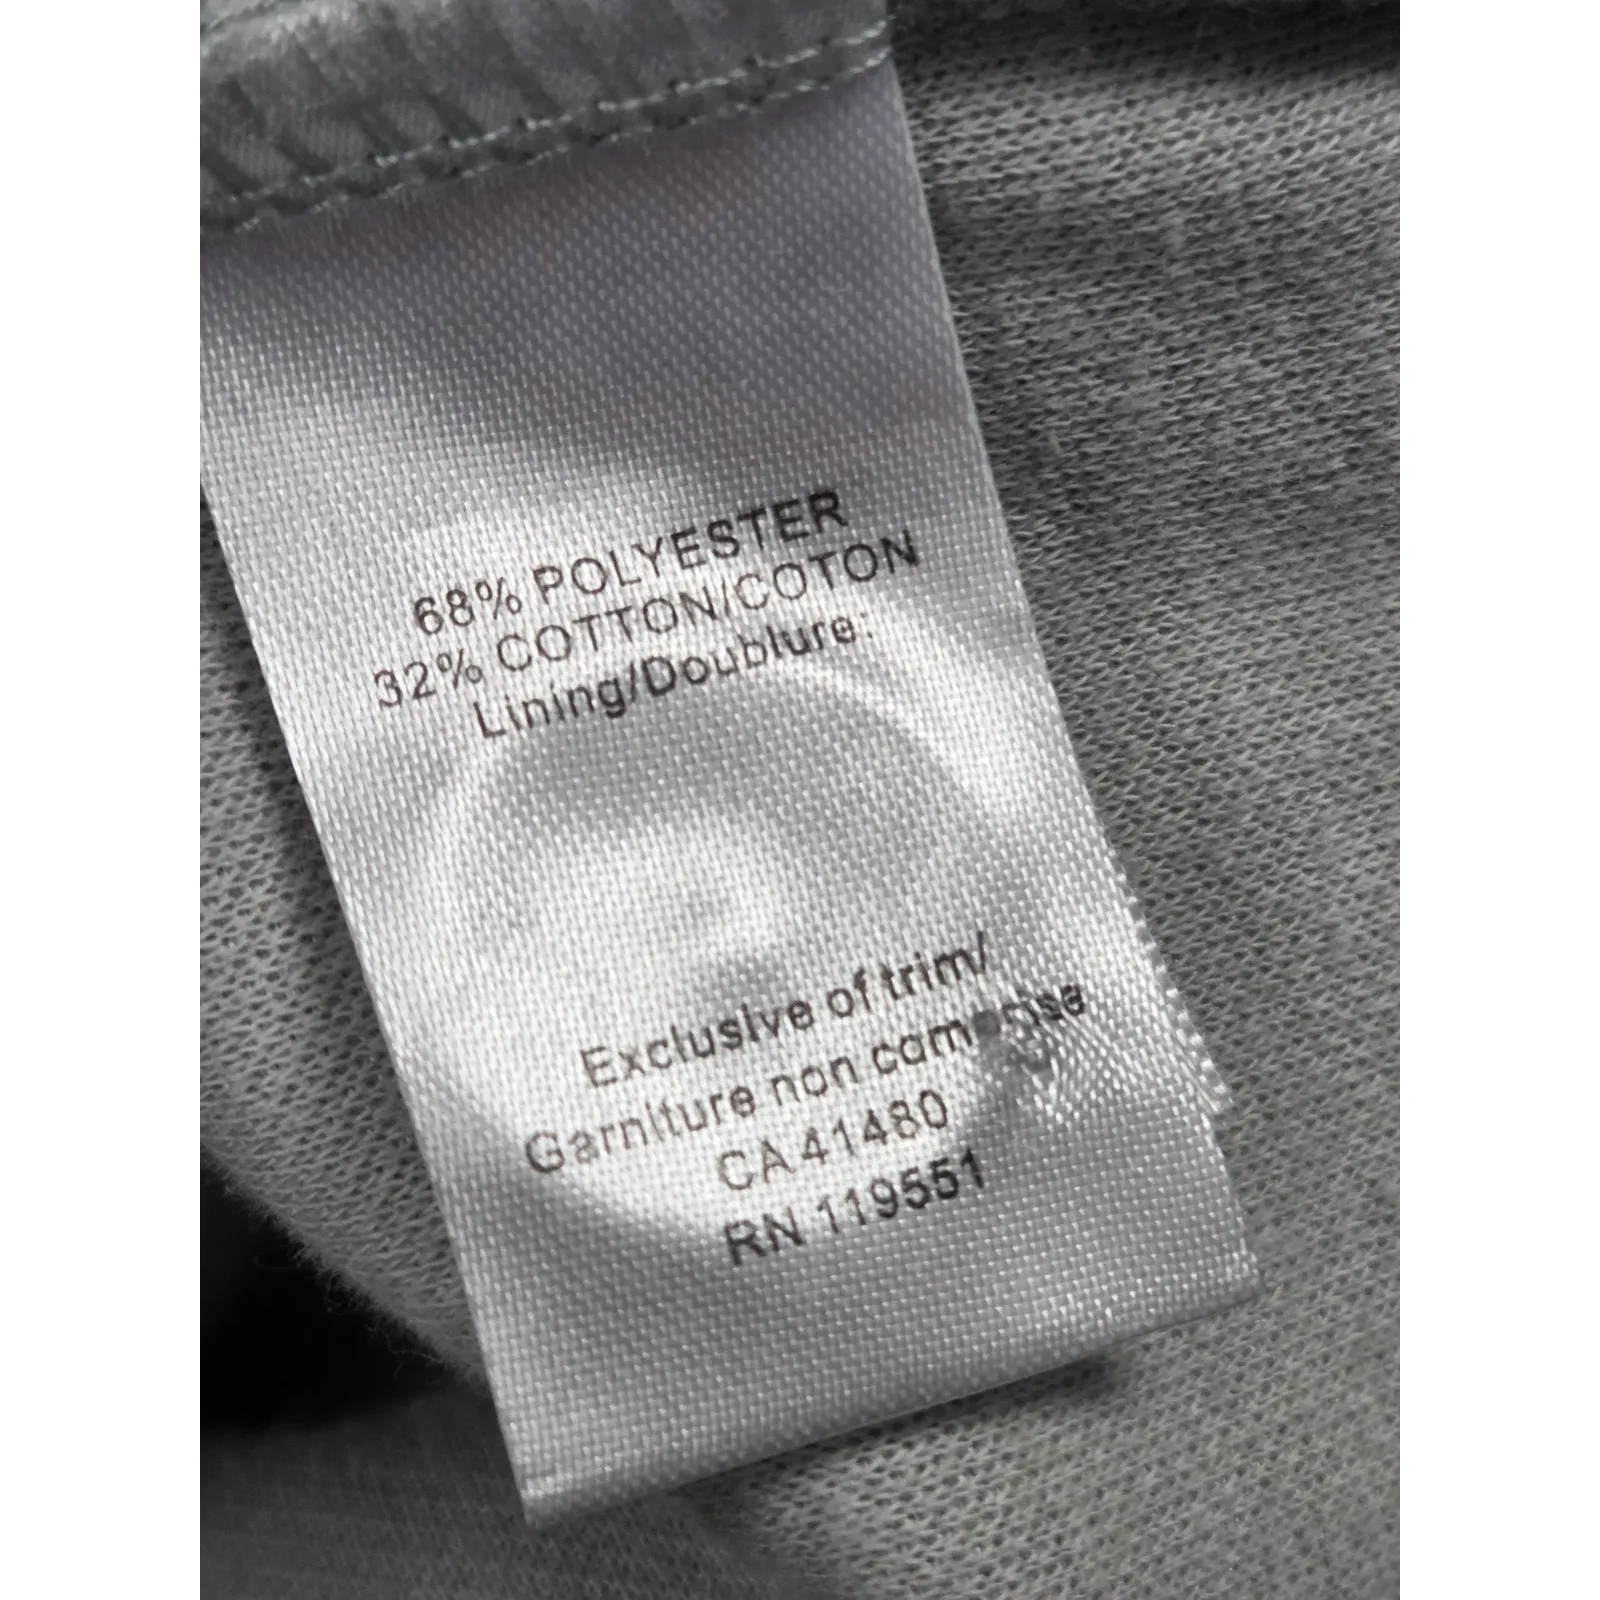 68% POLYESTER
32% COTTON/COTON
Lining/Doublure:
Exclusive of trim/
Garniture non comprise
CA 41480
RN 119551